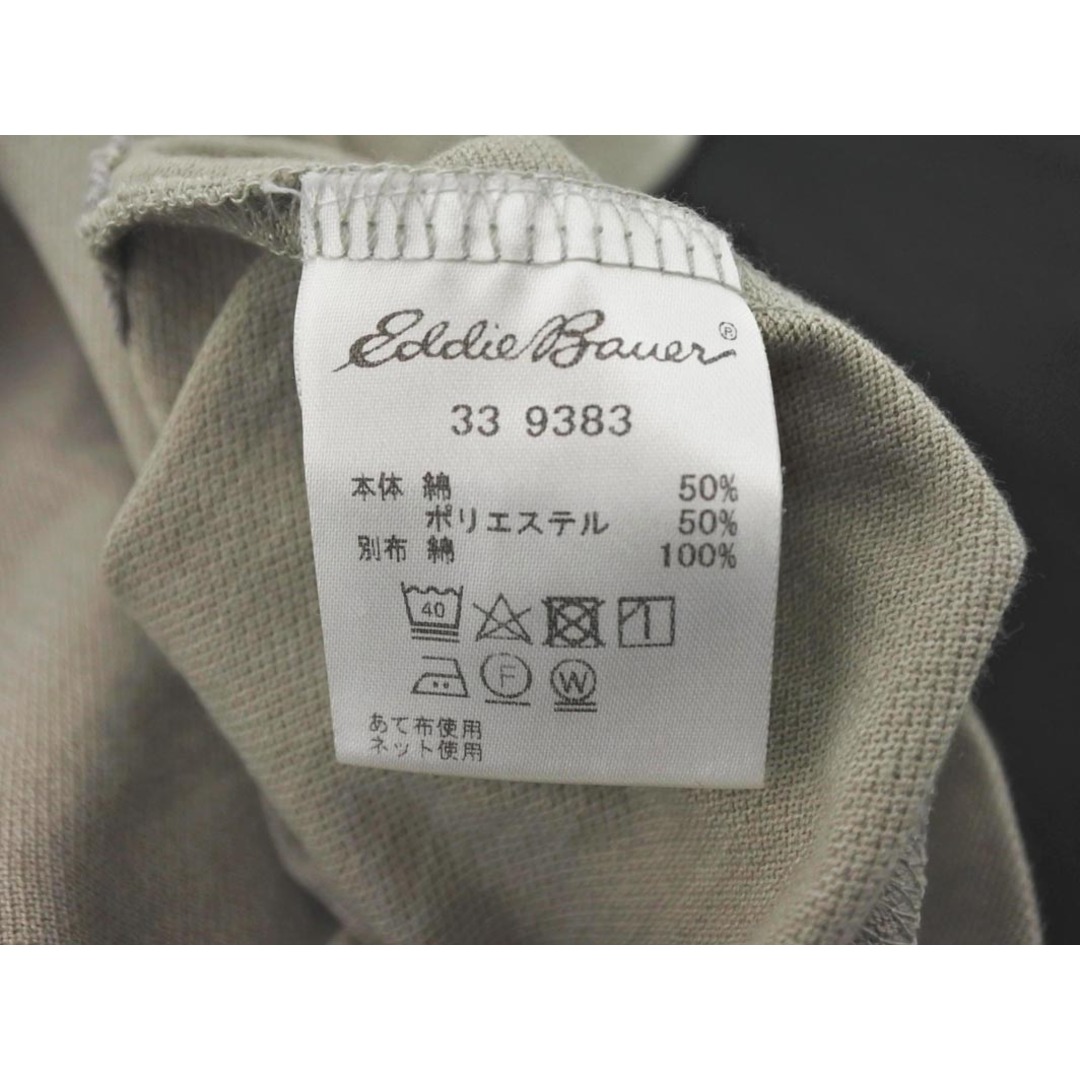 Eddie Bauer®
33 9383
本体 綿 50%
ポリエステル 50%
別布 綿 100%
40
F W
あて布使用
ネット使用